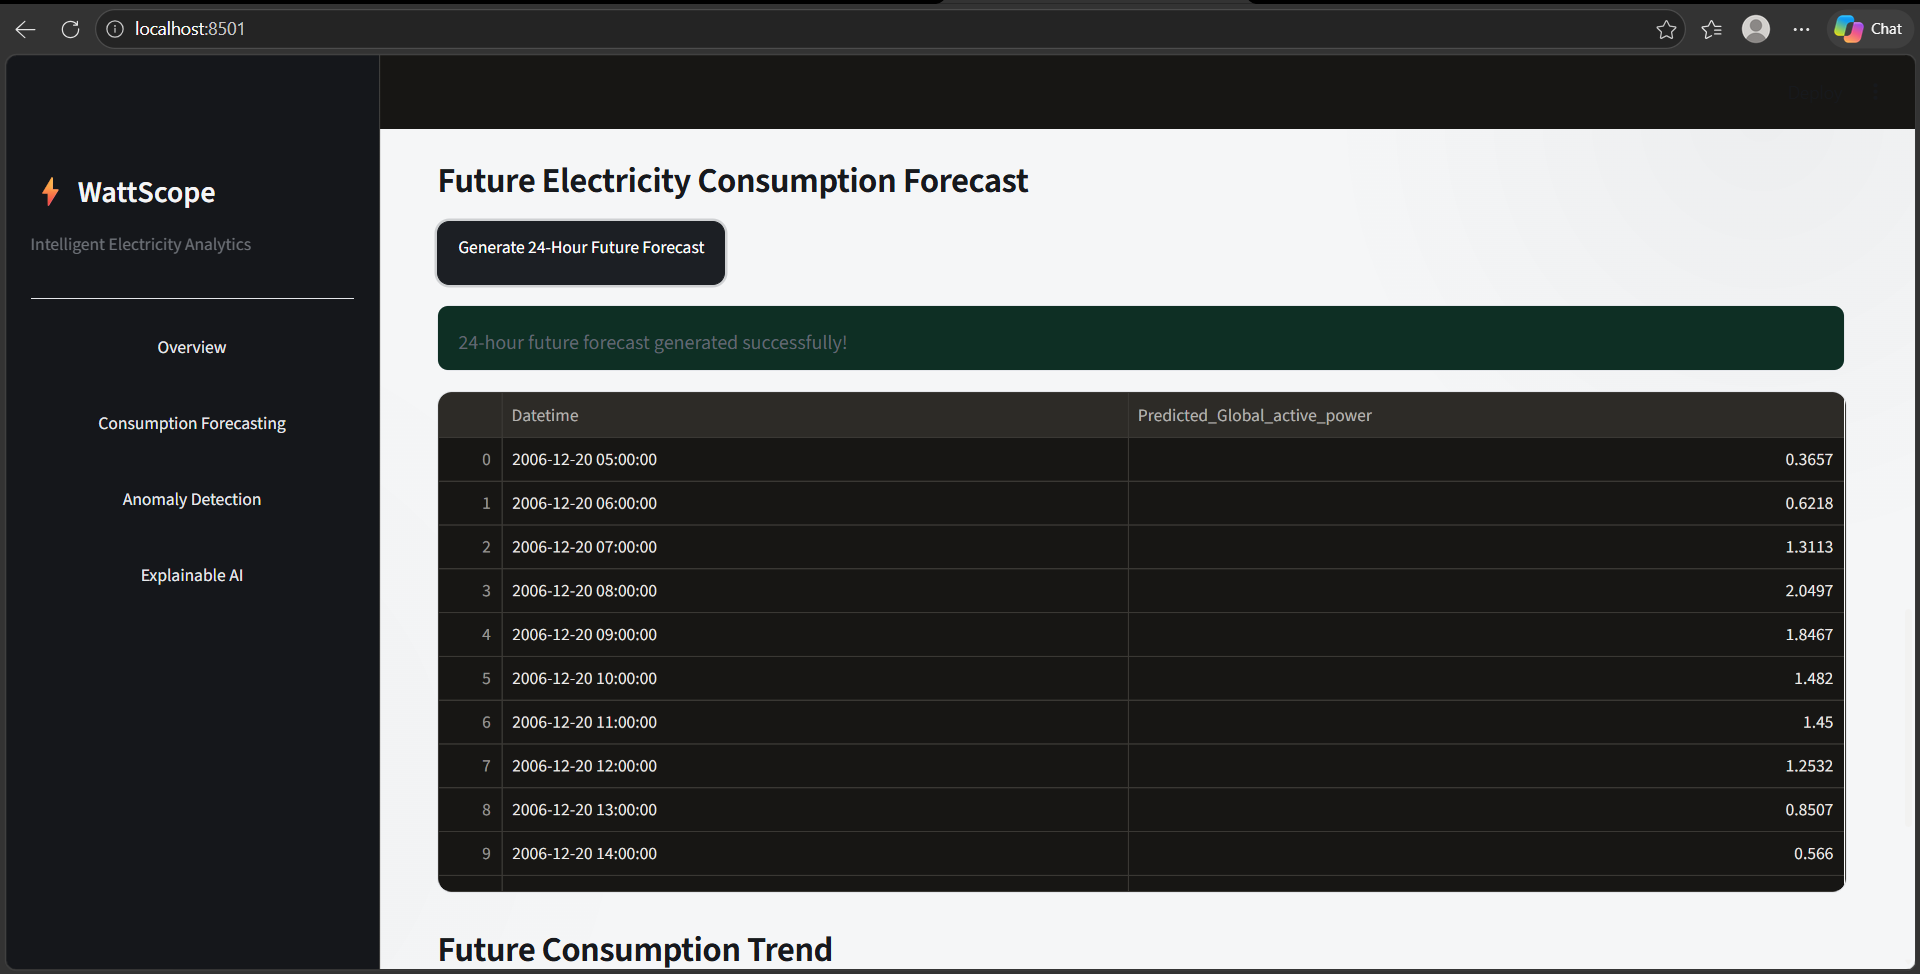 localhost:8501
Chat
WattScope
Intelligent Electricity Analytics
Overview
Consumption Forecasting
Anomaly Detection
Explainable AI
Future Electricity Consumption Forecast
Generate 24-Hour Future Forecast
24-hour future forecast generated successfully!
Datetime Predicted_Global_active_power
0 2006-12-20 05:00:00 0.3657
1 2006-12-20 06:00:00 0.6218
2 2006-12-20 07:00:00 1.3113
3 2006-12-20 08:00:00 2.0497
4 2006-12-20 09:00:00 1.8467
5 2006-12-20 10:00:00 1.482
6 2006-12-20 11:00:00 1.45
7 2006-12-20 12:00:00 1.2532
8 2006-12-20 13:00:00 0.8507
9 2006-12-20 14:00:00 0.566
Future Consumption Trend